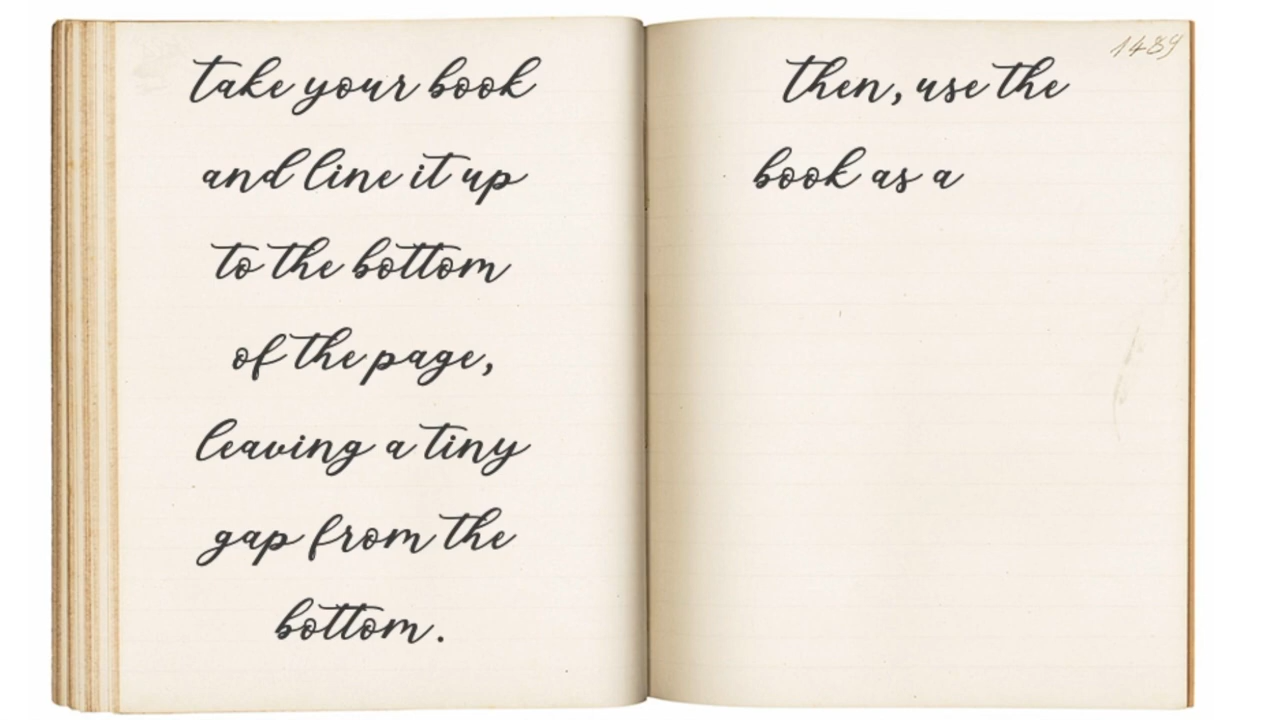 take your book
and line it up
to the bottom
of the page,
leaving a tiny
gap from the
bottom.
1489
then, use the
book as a